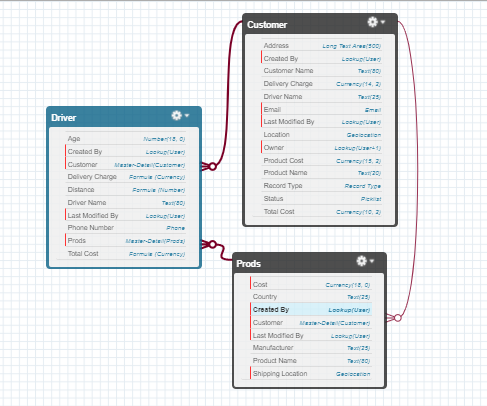 Customer
Address Long Text Area(500)
Created By Lookup(User)
Customer Name Text(80)
Delivery Charge Currency(14, 2)
Driver Name Text(25)
Email Email
Last Modified By Lookup(User)
Location Geolocation
Owner Lookup(User+1)
Product Cost Currency(15, 2)
Product Name Text(20)
Record Type Record Type
Status Picklist
Total Cost Currency(10, 2)
Driver
Age Number(18, 0)
Created By Lookup(User)
Customer Master-Detail(Customer)
Delivery Charge Formula (Currency)
Distance Formula (Number)
Driver Name Text(80)
Last Modified By Lookup(User)
Phone Number Phone
Prods Master-Detail(Prods)
Total Cost Formula (Currency)
Prods
Cost Currency(18, 0)
Country Text(25)
Created By Lookup(User)
Customer Master-Detail(Customer)
Last Modified By Lookup(User)
Manufacturer Text(25)
Product Name Text(80)
Shipping Location Geolocation